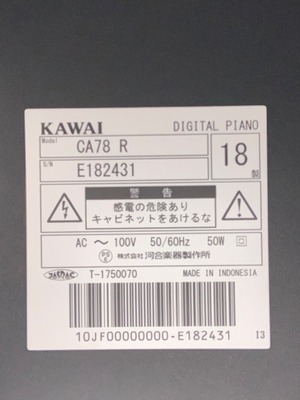 KAWAI DIGITAL PIANO
Model CA78 R
18 製
S/N E182431
警 告
感電の危険あり
キャビネットをあけるな
AC ～ 100V 50/60Hz 50W
PSE 株式会社 河合楽器製作所
JADAC T-1750070 MADE IN INDONESIA
10JF00000000-E182431 13